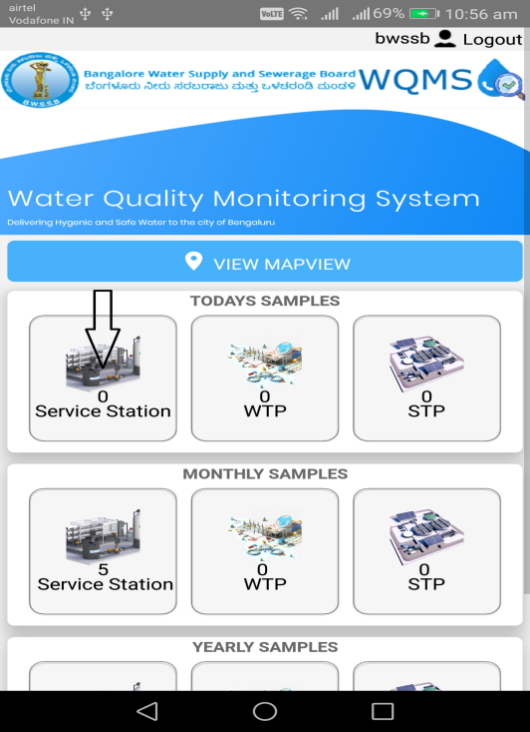 airtel
Vodafone IN VoLTE 69% 10:56 am
bwssb Logout
Bangalore Water Supply and Sewerage Board
ಬೆಂಗಳೂರು ನೀರು ಸರಬರಾಜು ಮತ್ತು ಒಳಚರಂಡಿ ಮಂಡಳಿ
WQMS
B.W.S.S.B
Water Quality Monitoring System
Delivering Hygenic and Safe Water to the city of Bengaluru
VIEW MAPVIEW
TODAYS SAMPLES
0 0 0
Service Station WTP STP
MONTHLY SAMPLES
5 0 0
Service Station WTP STP
YEARLY SAMPLES